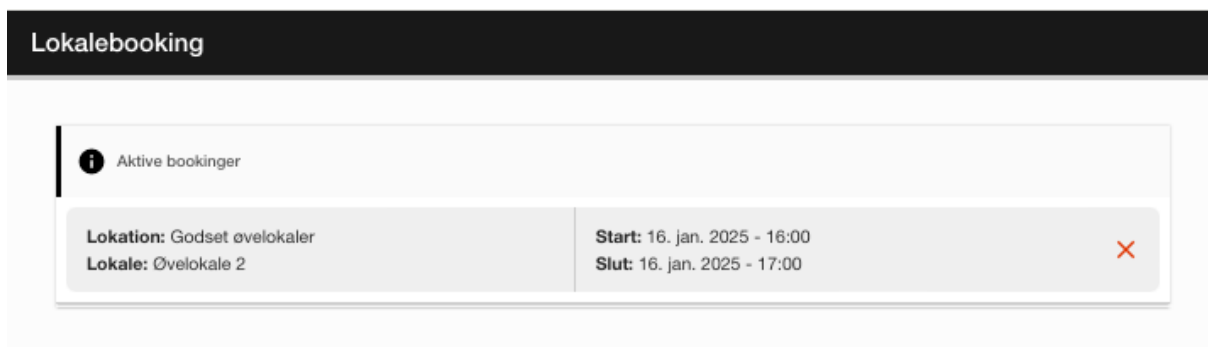 Lokalebooking
Aktive bookinger
Lokation: Godset øvelokaler
Lokale: Øvelokale 2
Start: 16. jan. 2025 - 16:00
Slut: 16. jan. 2025 - 17:00